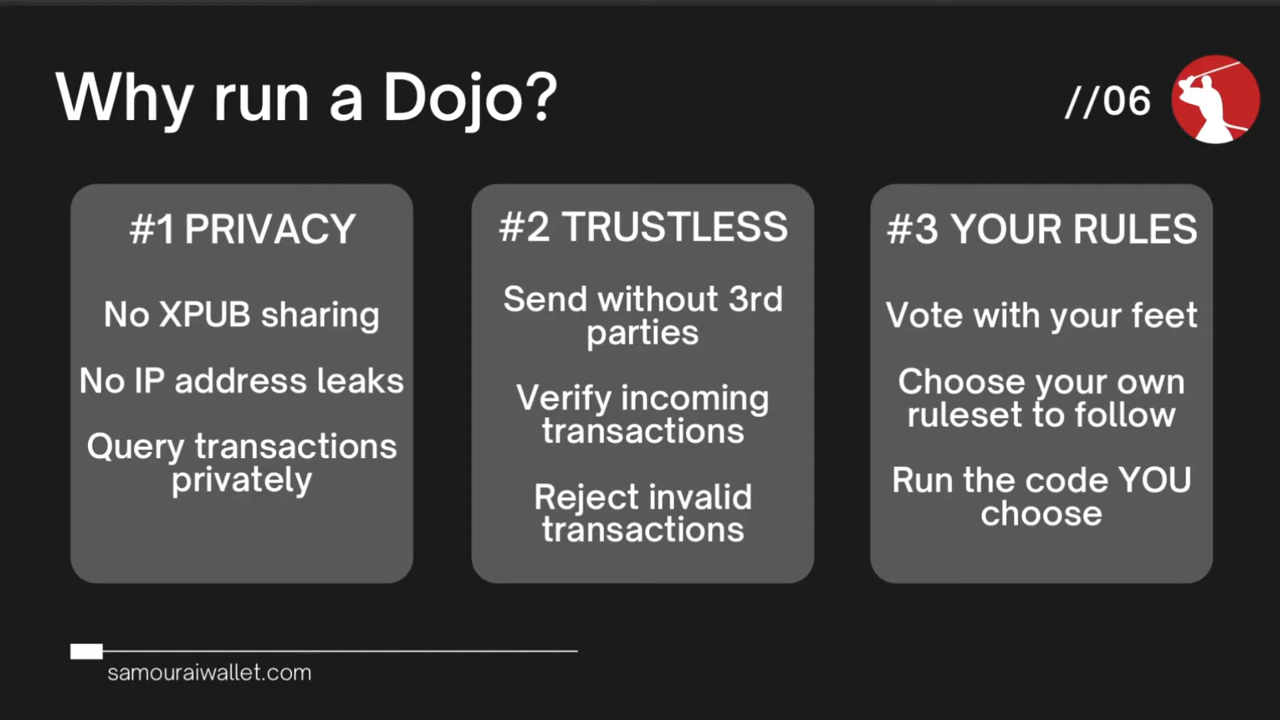 Why run a Dojo?
//06
#1 PRIVACY
No XPUB sharing
No IP address leaks
Query transactions
privately
#2 TRUSTLESS
Send without 3rd
parties
Verify incoming
transactions
Reject invalid
transactions
#3 YOUR RULES
Vote with your feet
Choose your own
ruleset to follow
Run the code YOU
choose
samouraiwallet.com